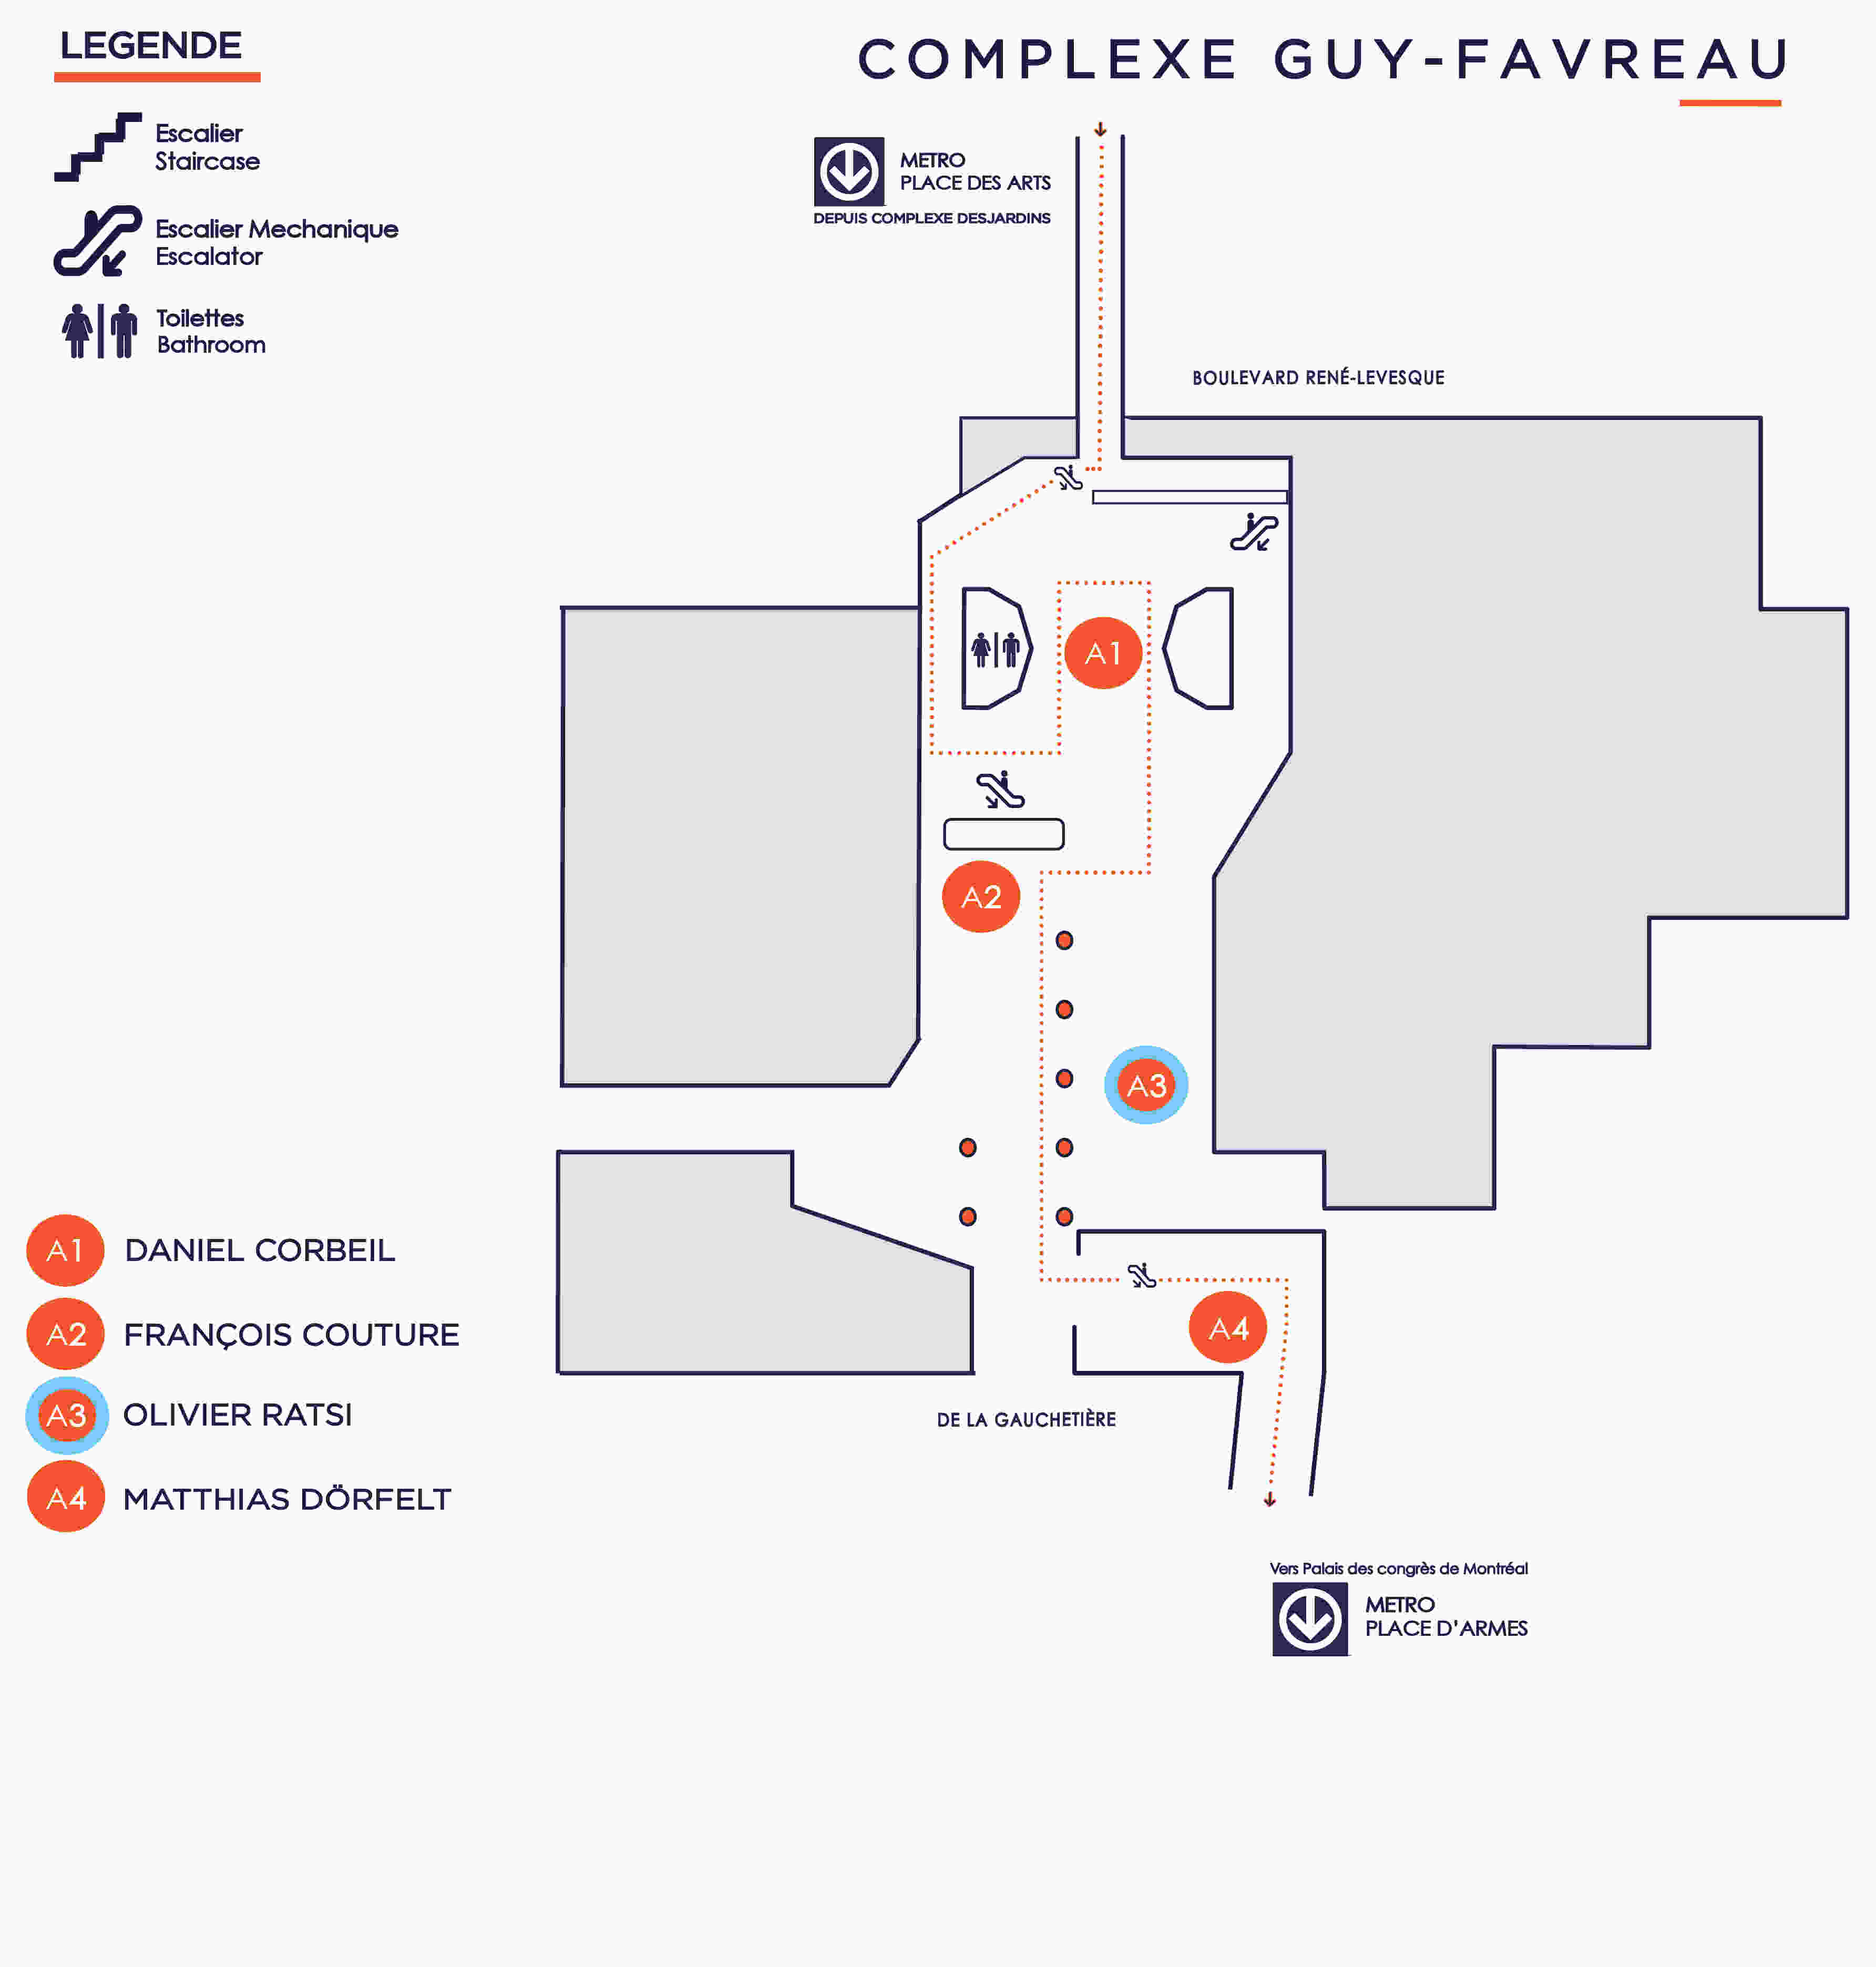 LEGENDE
COMPLEXE GUY-FAVREAU
Escalier
Staircase
Escalier Mechanique
Escalator
Toilettes
Bathroom
METRO
PLACE DES ARTS
DEPUIS COMPLEXE DESJARDINS
BOULEVARD RENÉ-LEVESQUE
A1
A2
A3
A4
A1 DANIEL CORBEIL
A2 FRANÇOIS COUTURE
A3 OLIVIER RATSI
A4 MATTHIAS DÖRFELT
DE LA GAUCHETIÈRE
Vers Palais des congrès de Montréal
METRO
PLACE D'ARMES